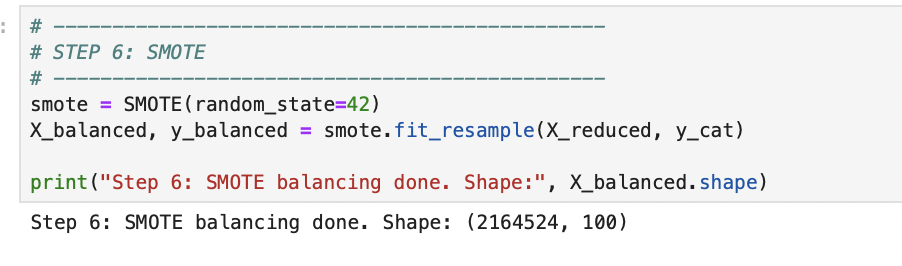 :
# -----------------------------------------------
# STEP 6: SMOTE
# -----------------------------------------------
smote = SMOTE(random_state=42)
X_balanced, y_balanced = smote.fit_resample(X_reduced, y_cat)
print("Step 6: SMOTE balancing done. Shape:", X_balanced.shape)
Step 6: SMOTE balancing done. Shape: (2164524, 100)